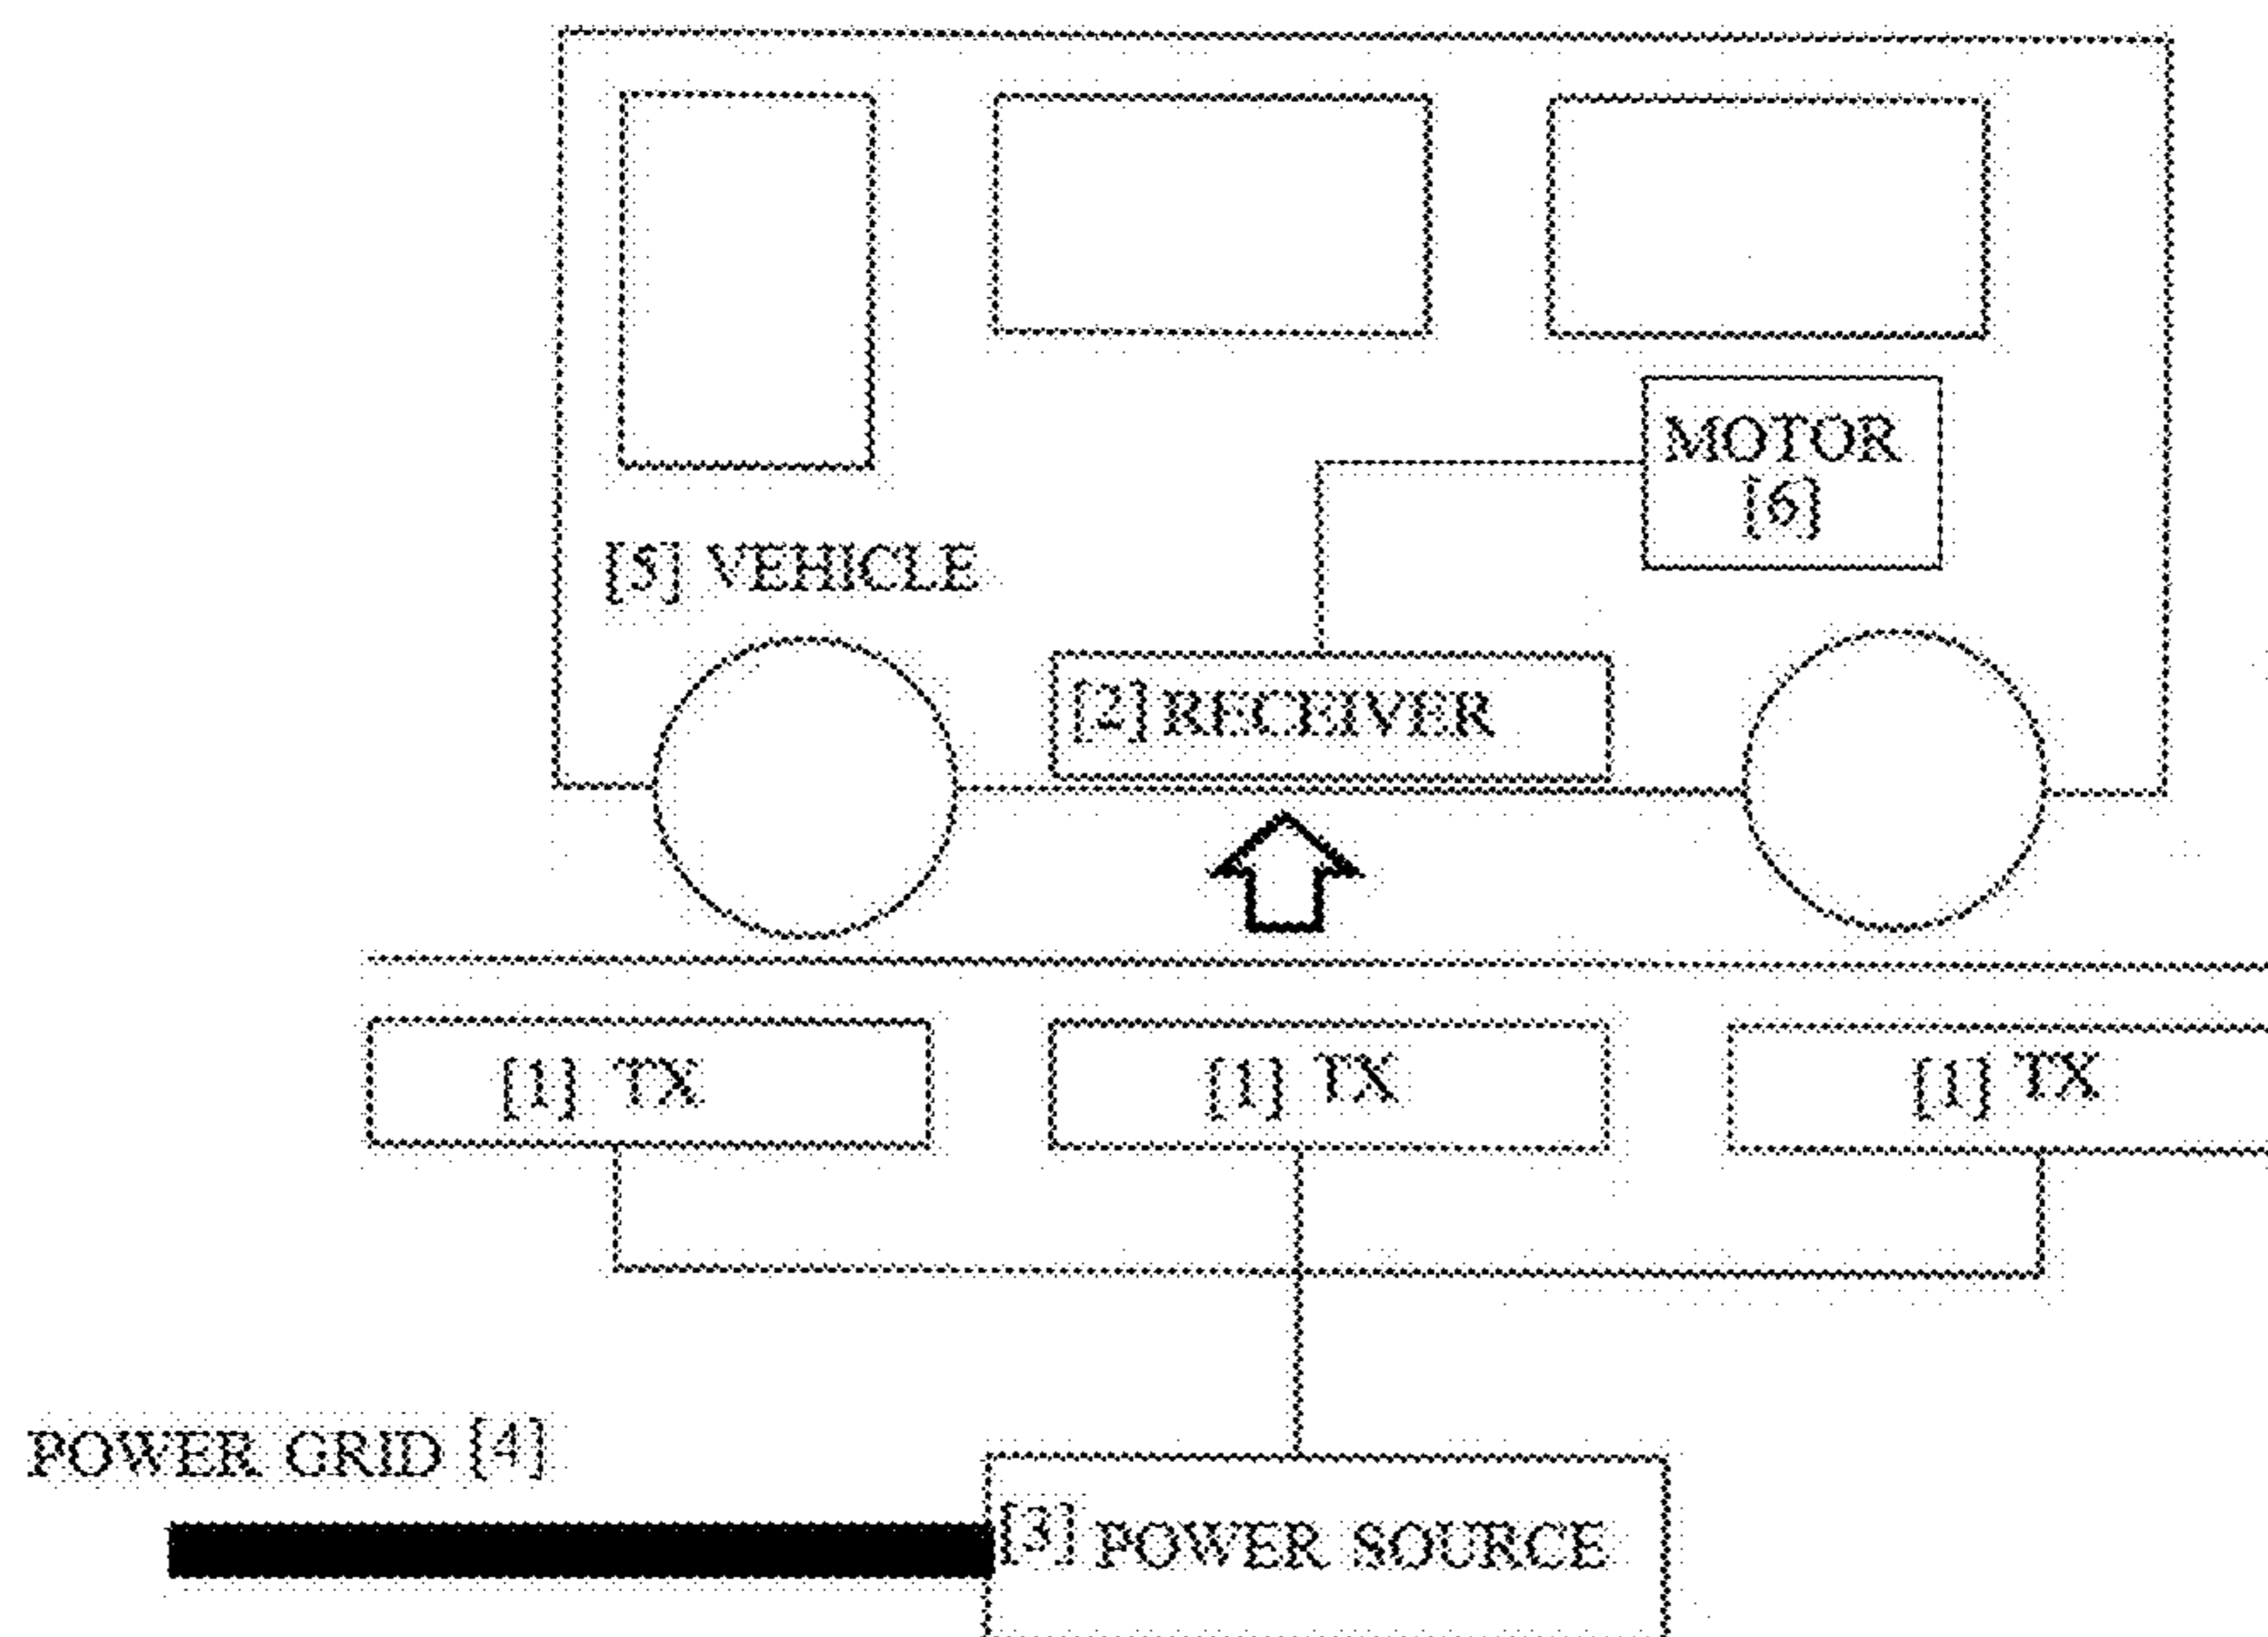 MOTOR
[6]
[5] VEHICLE
[2] RECEIVER
[1] TX
[1] TX
[1] TX
POWER GRID [4]
[3] POWER SOURCE